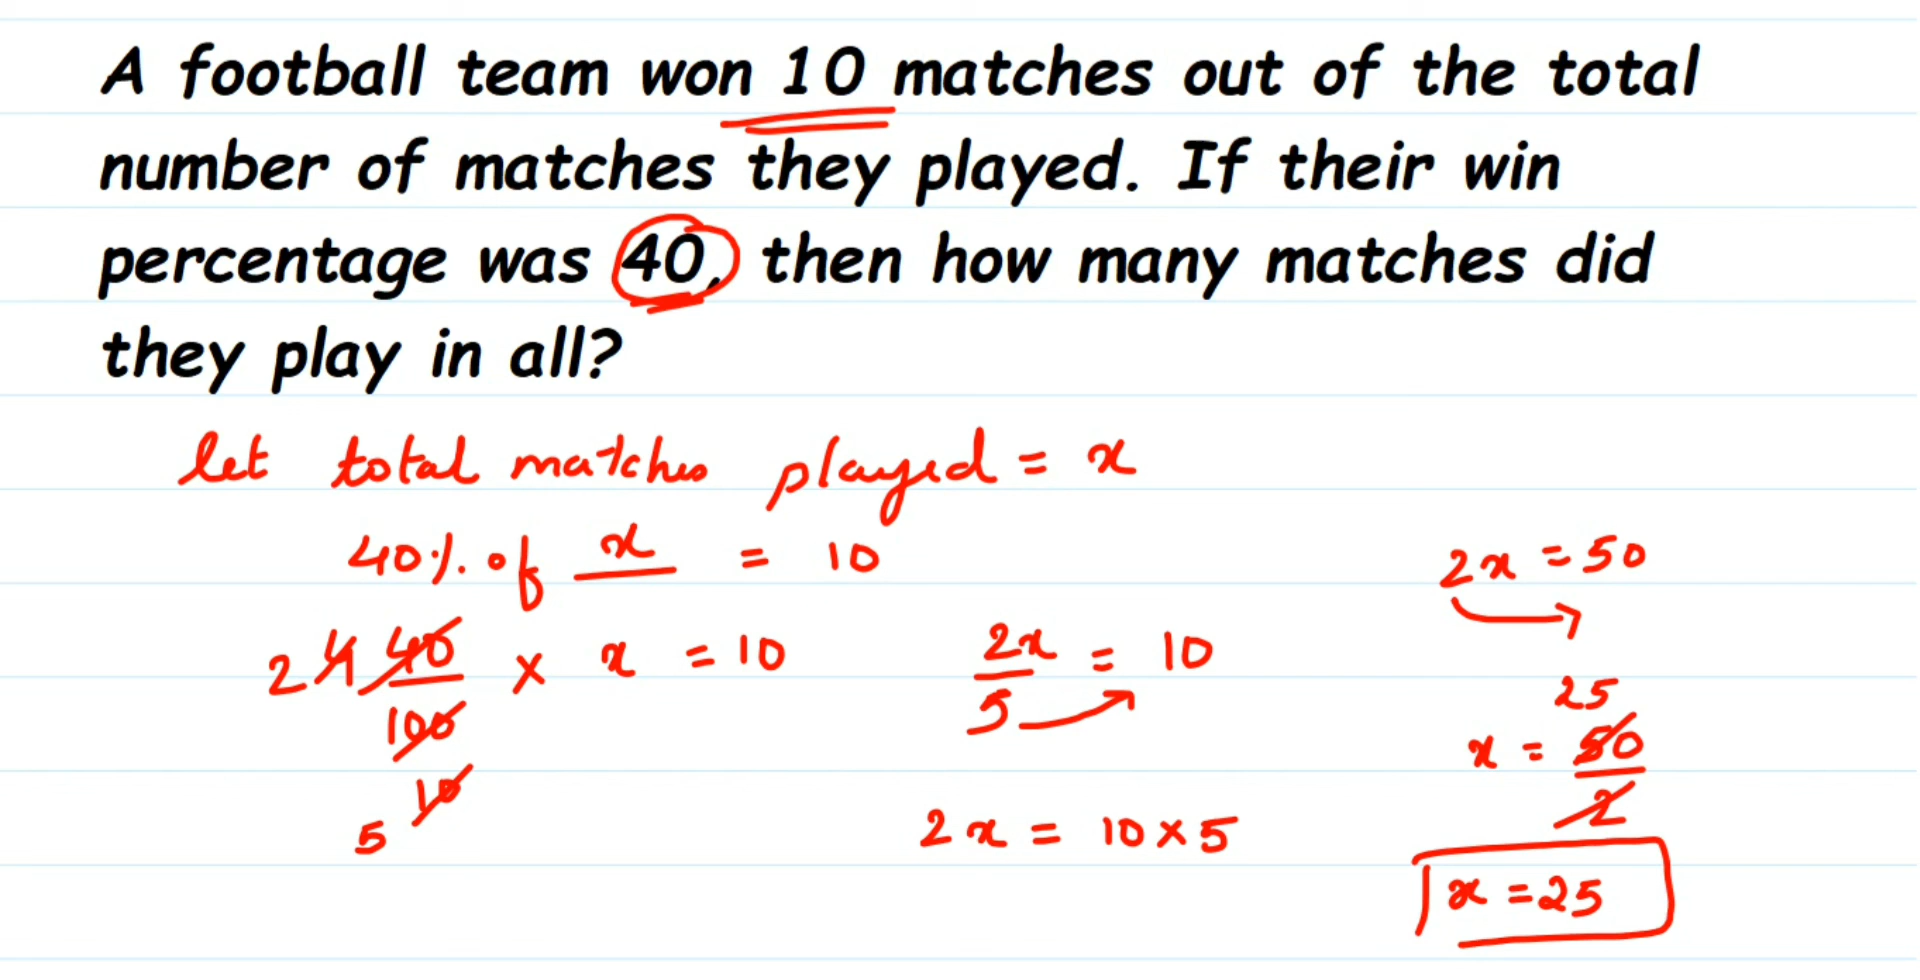 A football team won 10 matches out of the total
number of matches they played. If their win
percentage was 40, then how many matches did
they play in all?
let total matches played = x
40% of x = 10
2 4 40/100 × x = 10
10
5
2x/5 = 10
2x = 10 × 5
2x = 50
25
x = 50/2
x = 25